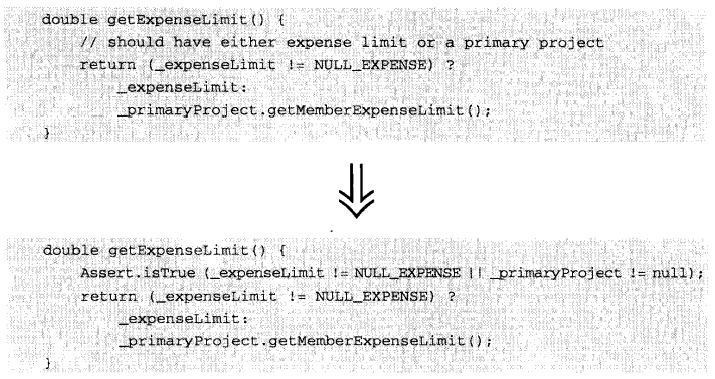 double getExpenseLimit() {
// should have either expense limit or a primary project
return (_expenseLimit != NULL_EXPENSE) ?
_expenseLimit:
_primaryProject.getMemberExpenseLimit();
}
double getExpenseLimit() {
Assert.isTrue (_expenseLimit != NULL_EXPENSE || _primaryProject != null);
return (_expenseLimit != NULL_EXPENSE) ?
_expenseLimit:
_primaryProject.getMemberExpenseLimit();
}